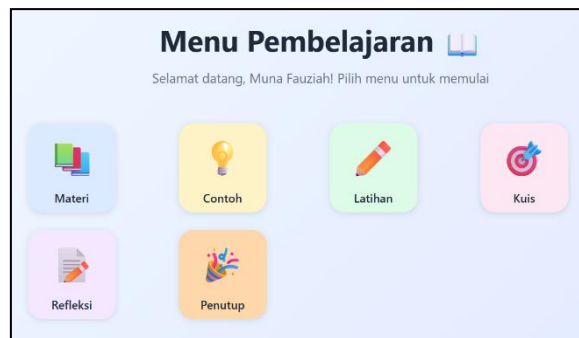 Menu Pembelajaran
Selamat datang, Muna Fauziah! Pilih menu untuk memulai
Materi
Contoh
Latihan
Kuis
Refleksi
Penutup